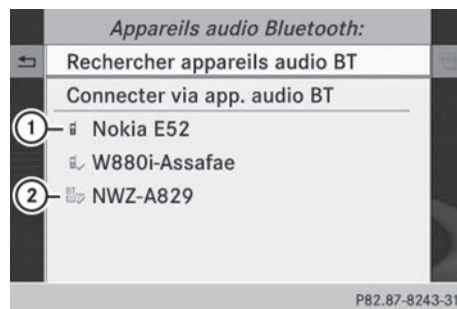 Appareils audio Bluetooth:
Rechercher appareils audio BT
Connecter via app. audio BT
1 Nokia E52
W880i-Assafae
2 BT NWZ-A829
P82.87-8243-31